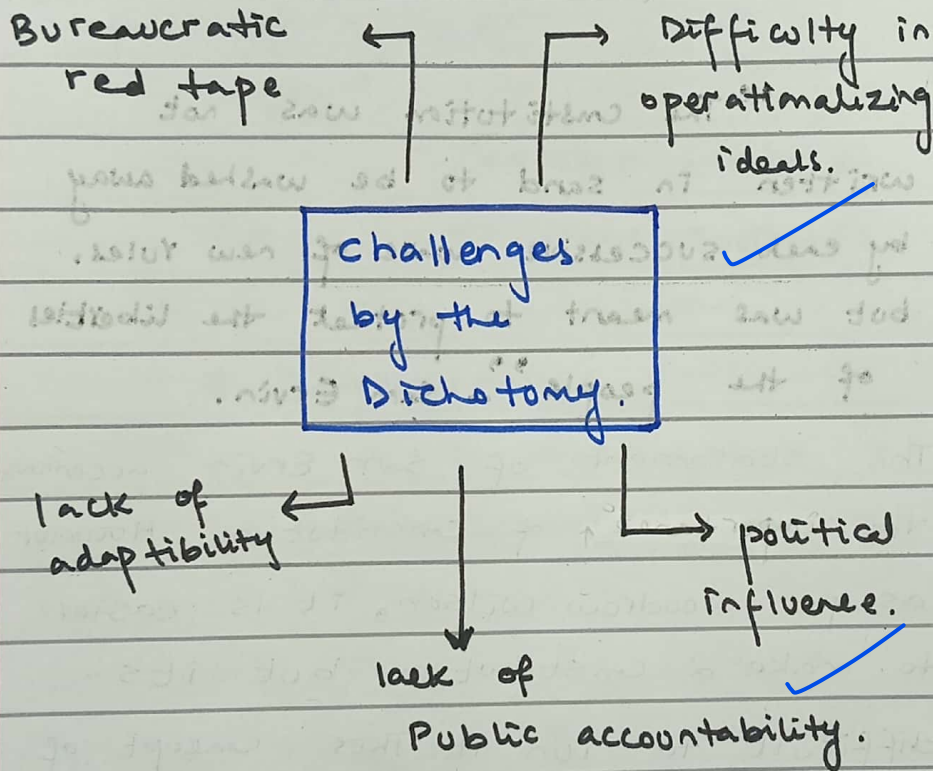 Bureaucratic
red tape
Difficulty in
operationalizing
ideals.
Challenges
by the
Dichotomy.
lack of
adaptibility
political
influence.
lack of
Public accountability.